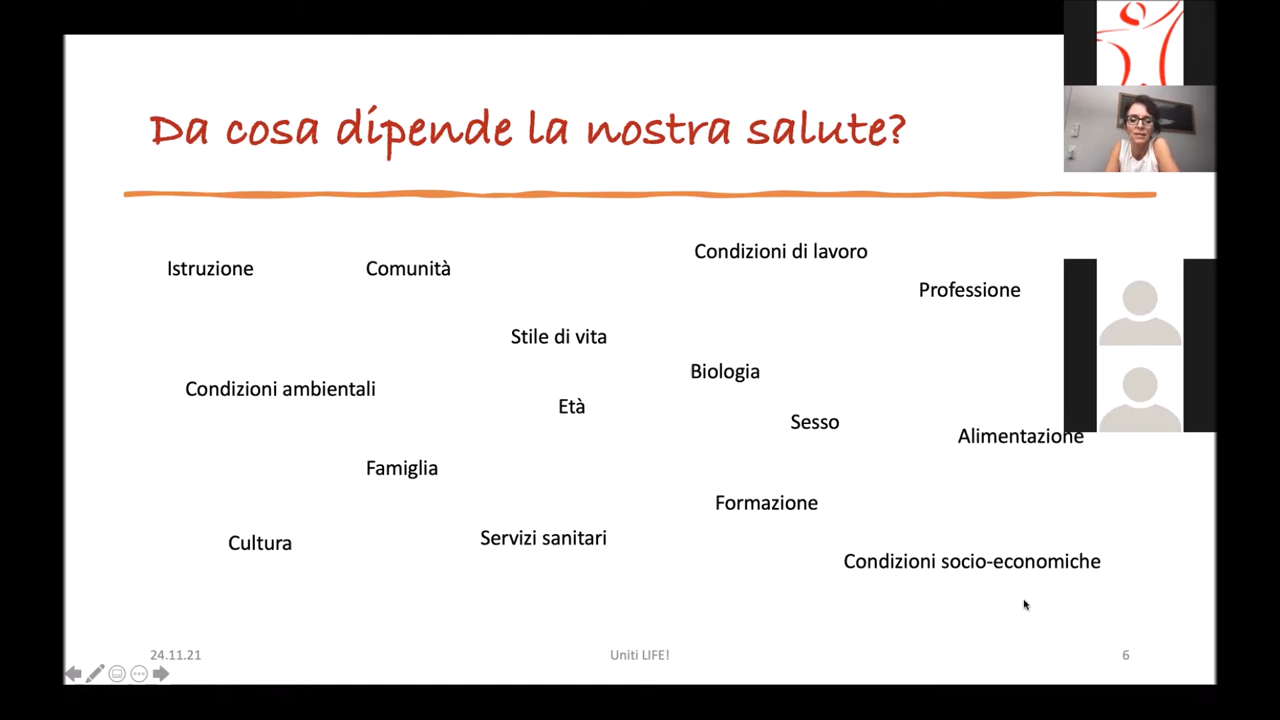 Da cosa dipende la nostra salute?
Condizioni di lavoro
Istruzione
Comunità
Professione
Stile di vita
Biologia
Condizioni ambientali
Età
Sesso
Alimentazione
Famiglia
Formazione
Servizi sanitari
Cultura
Condizioni socio-economiche
24.11.21
Uniti LIFE!
6